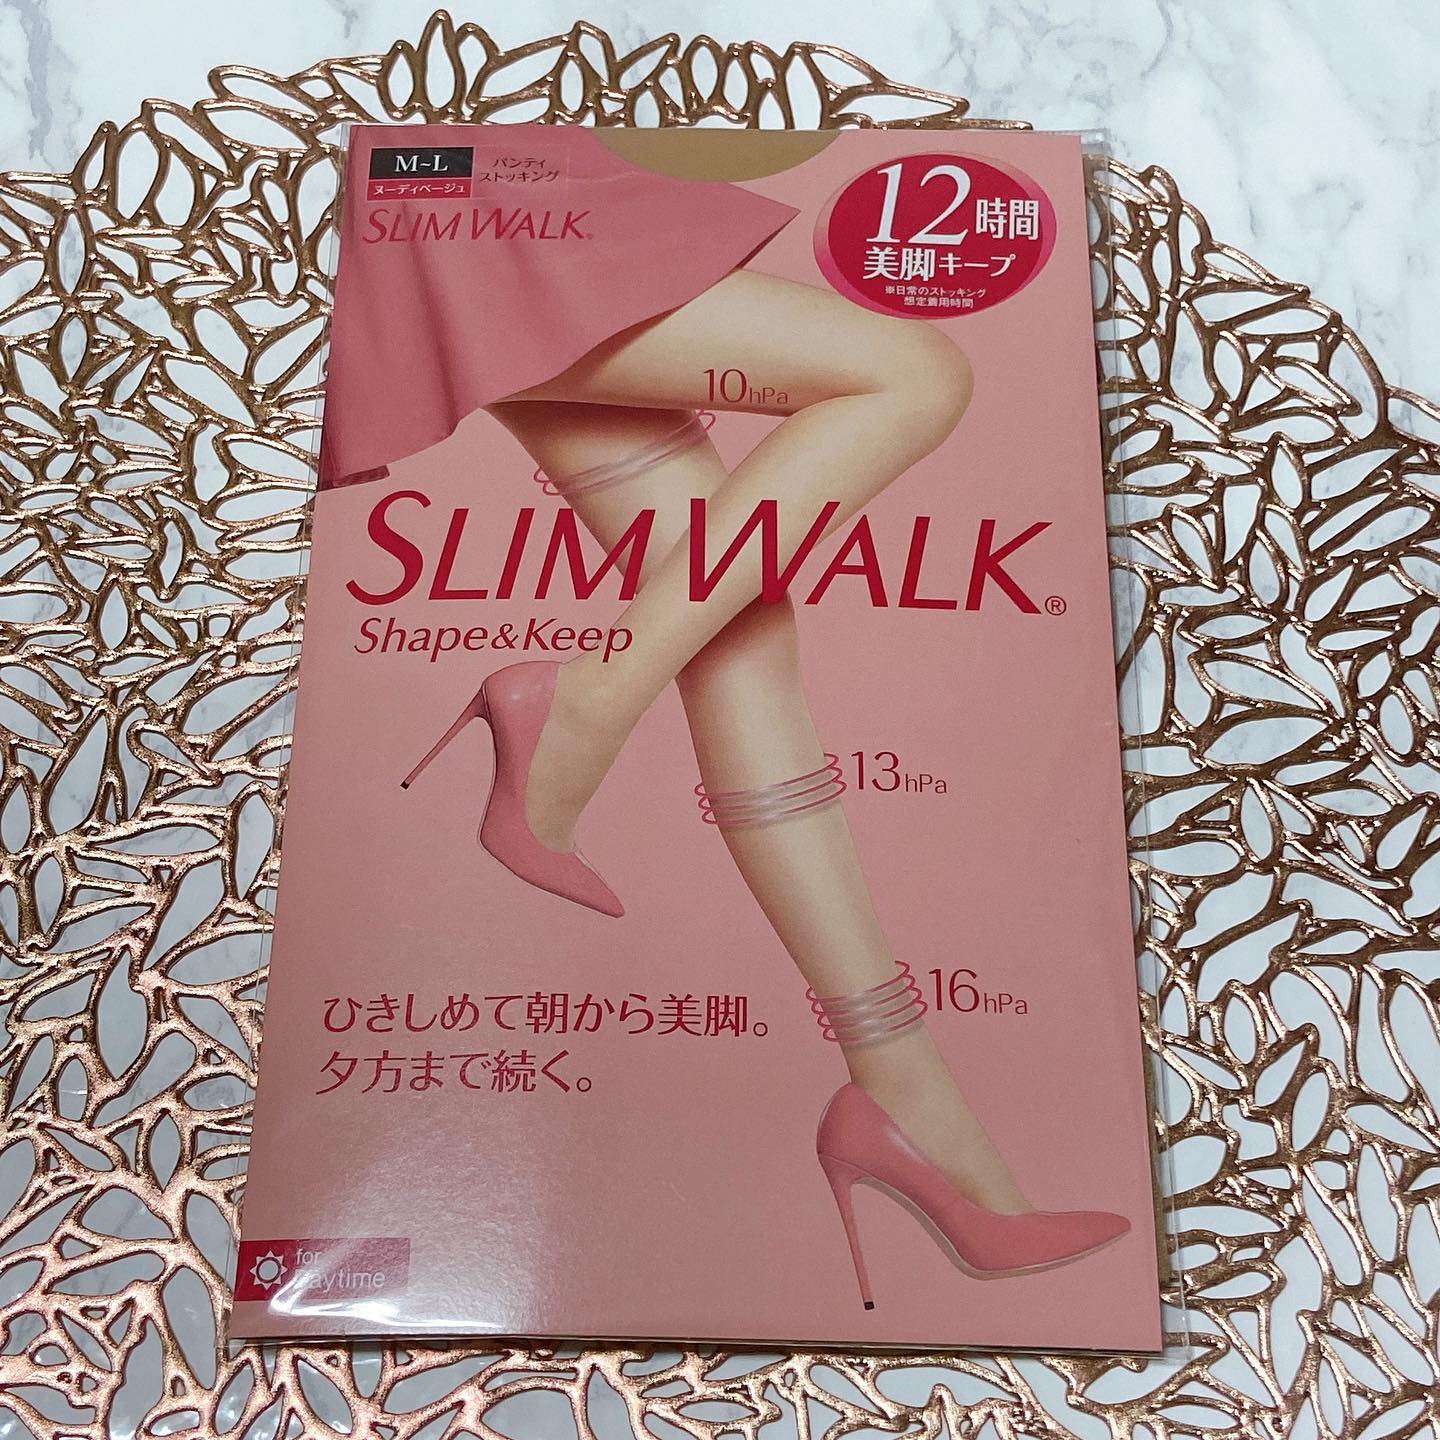 M~L
ヌーディベージュ
パンティ
ストッキング
SLIM WALK®
12時間
美脚キープ
※日常のストッキング
想定着用時間
10hPa
SLIM WALK®
Shape&Keep
13hPa
16hPa
ひきしめて朝から美脚。
夕方まで続く。
for
Daytime